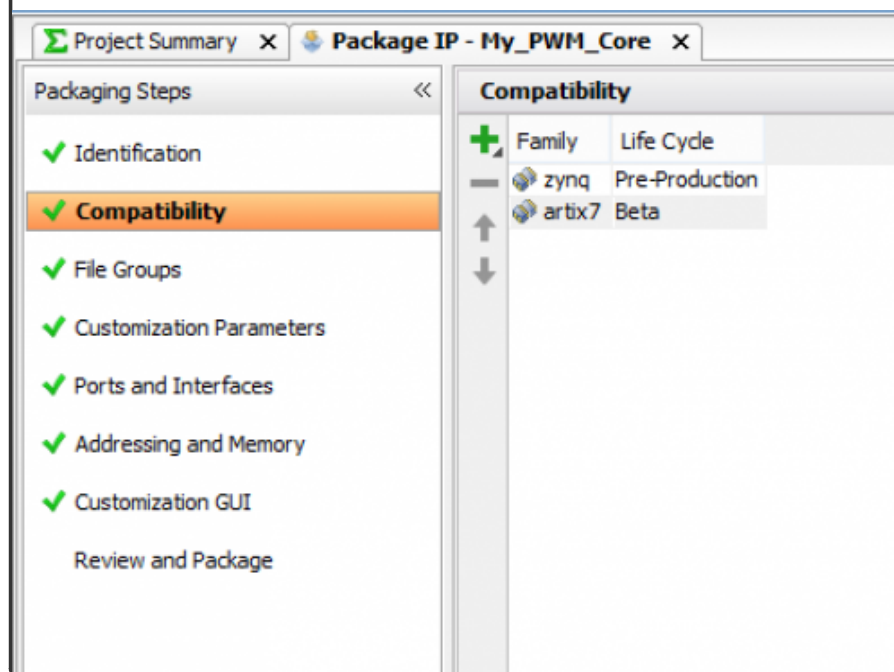 Project Summary
Package IP - My_PWM_Core
Packaging Steps
Identification
Compatibility
File Groups
Customization Parameters
Ports and Interfaces
Addressing and Memory
Customization GUI
Review and Package
Compatibility
Family Life Cycle
zynq Pre-Production
artix7 Beta